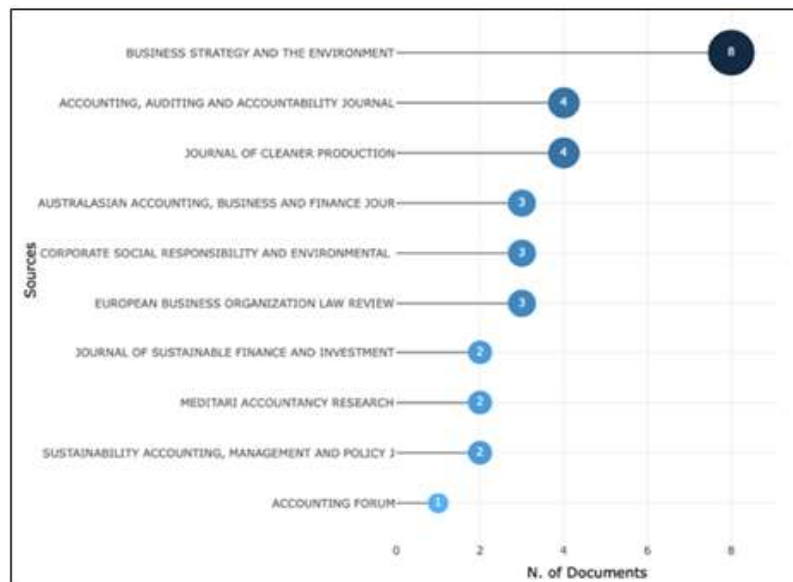 BUSINESS STRATEGY AND THE ENVIRONMENT 8
ACCOUNTING, AUDITING AND ACCOUNTABILITY JOURNAL 4
JOURNAL OF CLEANER PRODUCTION 4
AUSTRALASIAN ACCOUNTING, BUSINESS AND FINANCE JOUR 3
CORPORATE SOCIAL RESPONSIBILITY AND ENVIRONMENTAL 3
EUROPEAN BUSINESS ORGANIZATION LAW REVIEW 3
JOURNAL OF SUSTAINABLE FINANCE AND INVESTMENT 2
MEDITARI ACCOUNTANCY RESEARCH 2
SUSTAINABILITY ACCOUNTING, MANAGEMENT AND POLICY J 2
ACCOUNTING FORUM 1
Sources
0 2 4 6 8
N. of Documents